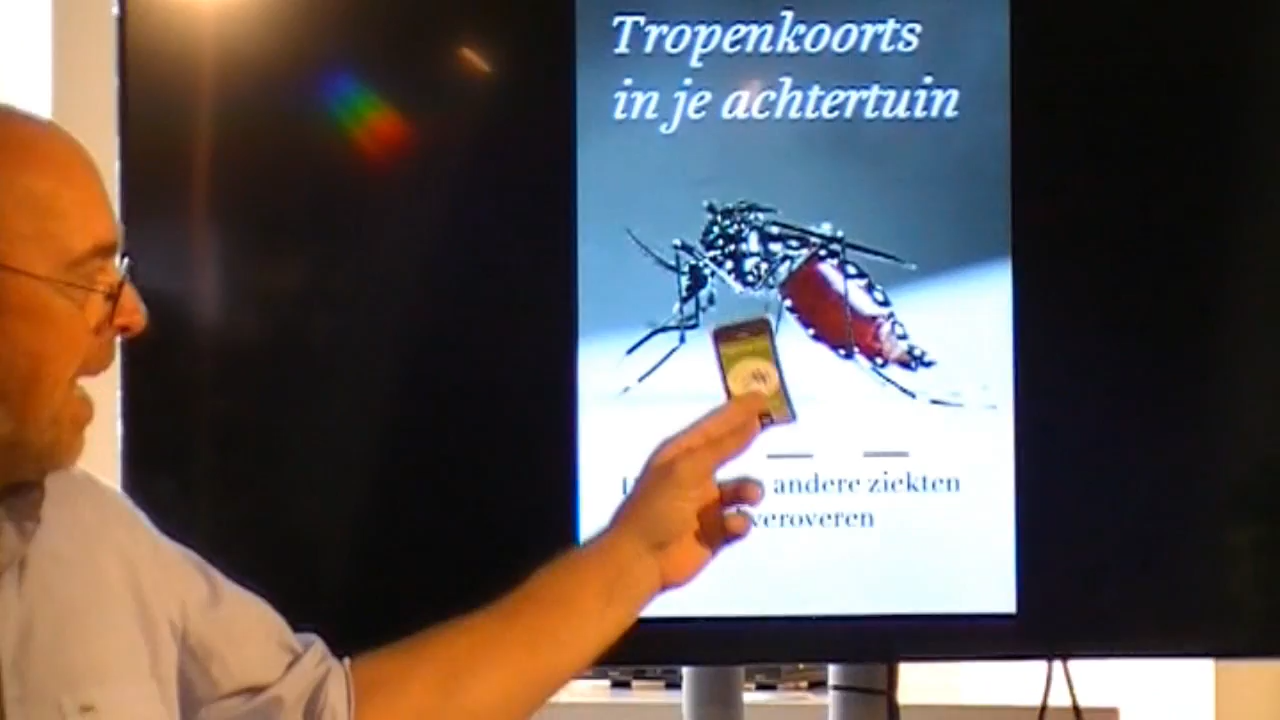 Tropenkoorts
in je achtertuin
andere ziekten
veroveren